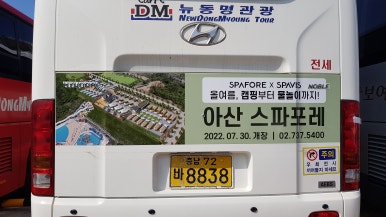 DM 뉴동명관광
NEWDONGMYOUNG TOUR
전세
SPAFORE X SPAVIS NOBLE
올여름, 캠핑부터 물놀이까지!
아산 스파포레
2022. 07. 30. 개장 | 02.737.5400
충남 72
바 8838
주의